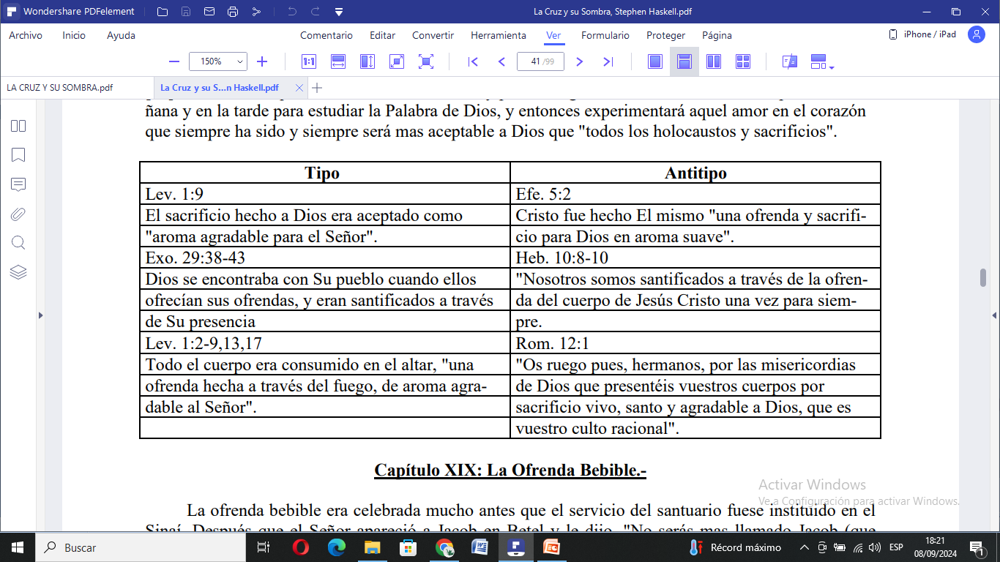 Wondershare PDFelement
La Cruz y su Sombra, Stephen Haskell.pdf
Archivo Inicio Ayuda Comentario Editar Convertir Herramienta Ver Formulario Proteger Página iPhone / iPad
150% 1:1 41 /99
LA CRUZ Y SU SOMBRA.pdf La Cruz y su S...n Haskell.pdf
ñana y en la tarde para estudiar la Palabra de Dios, y entonces experimentará aquel amor en el corazón
que siempre ha sido y siempre será mas aceptable a Dios que "todos los holocaustos y sacrificios".
Tipo Antitipo
Lev. 1:9 Efe. 5:2
El sacrificio hecho a Dios era aceptado como Cristo fue hecho El mismo "una ofrenda y sacrifi-
"aroma agradable para el Señor". cio para Dios en aroma suave".
Exo. 29:38-43 Heb. 10:8-10
Dios se encontraba con Su pueblo cuando ellos "Nosotros somos santificados a través de la ofren-
ofrecían sus ofrendas, y eran santificados a través da del cuerpo de Jesús Cristo una vez para siem-
de Su presencia pre.
Lev. 1:2-9,13,17 Rom. 12:1
Todo el cuerpo era consumido en el altar, "una "Os ruego pues, hermanos, por las misericordias
ofrenda hecha a través del fuego, de aroma agra- de Dios que presentéis vuestros cuerpos por
dable al Señor". sacrificio vivo, santo y agradable a Dios, que es
vuestro culto racional".
Capítulo XIX: La Ofrenda Bebible.-
Activar Windows
Ve a Configuración para activar Windows.
La ofrenda bebible era celebrada mucho antes que el servicio del santuario fuese instituido en el
Sinaí. Después que el Señor apareció a Jacob en Betel y le dijo, "No serás mas llamado Jacob (que
Buscar Récord máximo ESP 18:21
08/09/2024 1